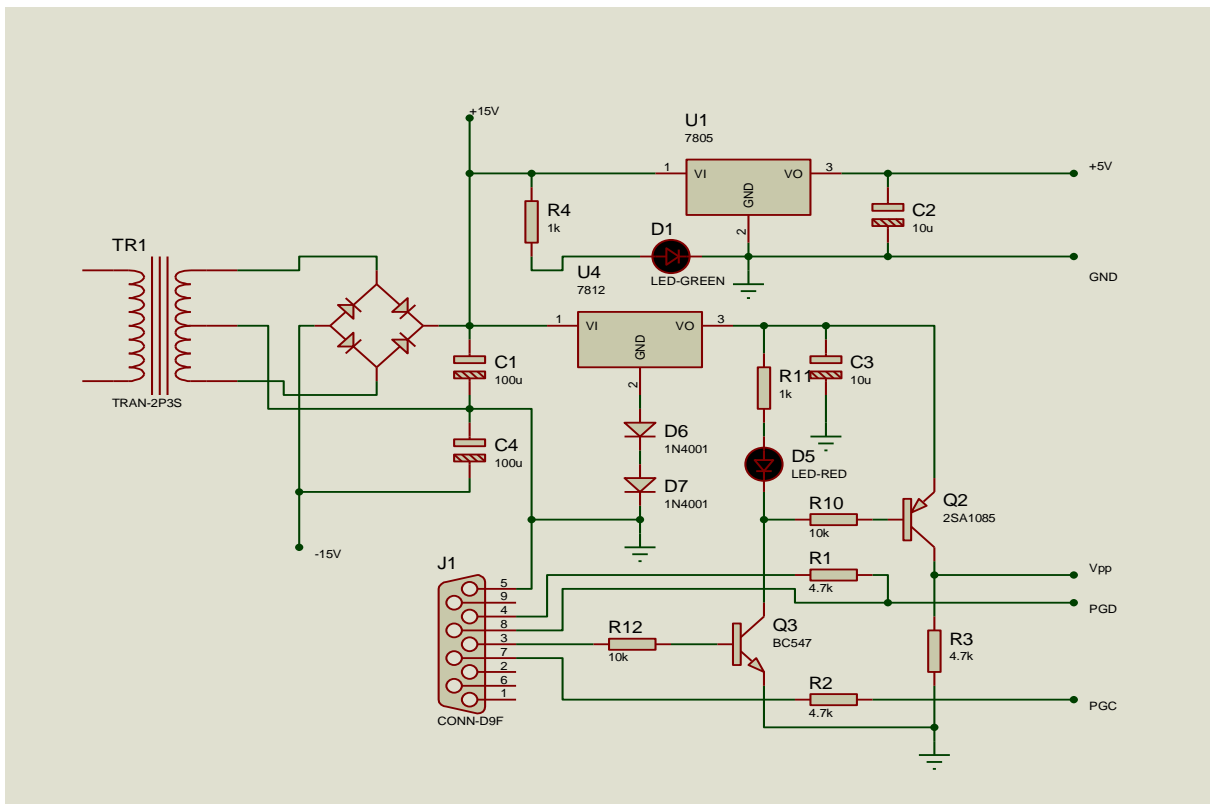 +15V
U1
7805
1
VI
VO
3
+5V
GND
2
R4
1k
C2
10u
D1
LED-GREEN
GND
TR1
TRAN-2P3S
U4
7812
1
VI
VO
3
GND
2
C1
100u
R11
1k
C3
10u
C4
100u
D6
1N4001
D5
LED-RED
D7
1N4001
R10
10k
Q2
2SA1085
-15V
J1
5
9
4
8
3
7
2
6
1
CONN-D9F
R1
4.7k
Vpp
PGD
R12
10k
Q3
BC547
R3
4.7k
R2
4.7k
PGC